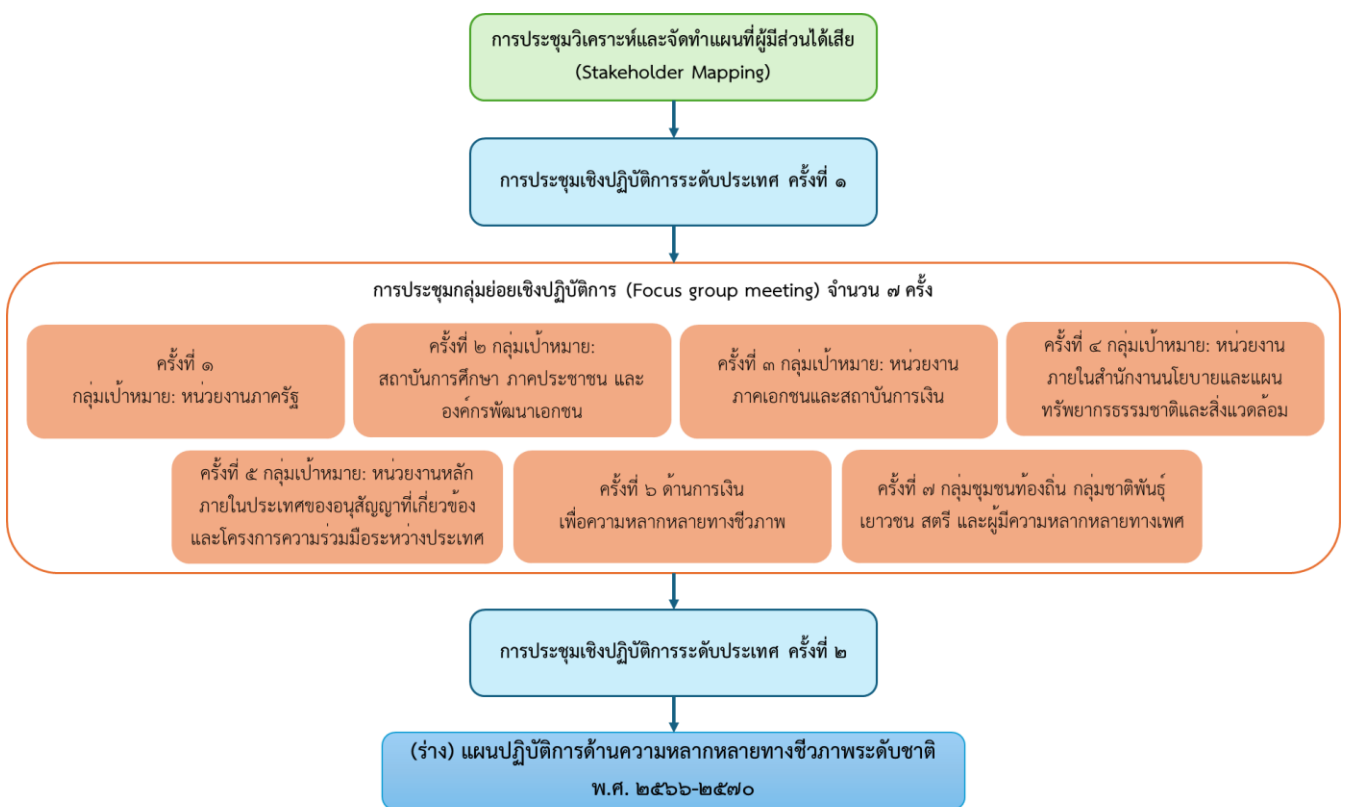 การประชุมวิเคราะห์และจัดทำแผนที่ผู้มีส่วนได้เสีย
(Stakeholder Mapping)
การประชุมเชิงปฏิบัติการระดับประเทศ ครั้งที่ ๑
การประชุมกลุ่มย่อยเชิงปฏิบัติการ (Focus group meeting) จำนวน ๗ ครั้ง
ครั้งที่ ๑
กลุ่มเป้าหมาย: หน่วยงานภาครัฐ
ครั้งที่ ๒ กลุ่มเป้าหมาย:
สถาบันการศึกษา ภาคประชาชน และ
องค์กรพัฒนาเอกชน
ครั้งที่ ๓ กลุ่มเป้าหมาย: หน่วยงาน
ภาคเอกชนและสถาบันการเงิน
ครั้งที่ ๔ กลุ่มเป้าหมาย: หน่วยงาน
ภายในสำนักงานนโยบายและแผน
ทรัพยากรธรรมชาติและสิ่งแวดล้อม
ครั้งที่ ๕ กลุ่มเป้าหมาย: หน่วยงานหลัก
ภายในประเทศของอนุสัญญาที่เกี่ยวข้อง
และโครงการความร่วมมือระหว่างประเทศ
ครั้งที่ ๖ ด้านการเงิน
เพื่อความหลากหลายทางชีวภาพ
ครั้งที่ ๗ กลุ่มชุมชนท้องถิ่น กลุ่มชาติพันธุ์
เยาวชน สตรี และผู้มีความหลากหลายทางเพศ
การประชุมเชิงปฏิบัติการระดับประเทศ ครั้งที่ ๒
(ร่าง) แผนปฏิบัติการด้านความหลากหลายทางชีวภาพระดับชาติ
พ.ศ. ๒๕๖๖-๒๕๗๐